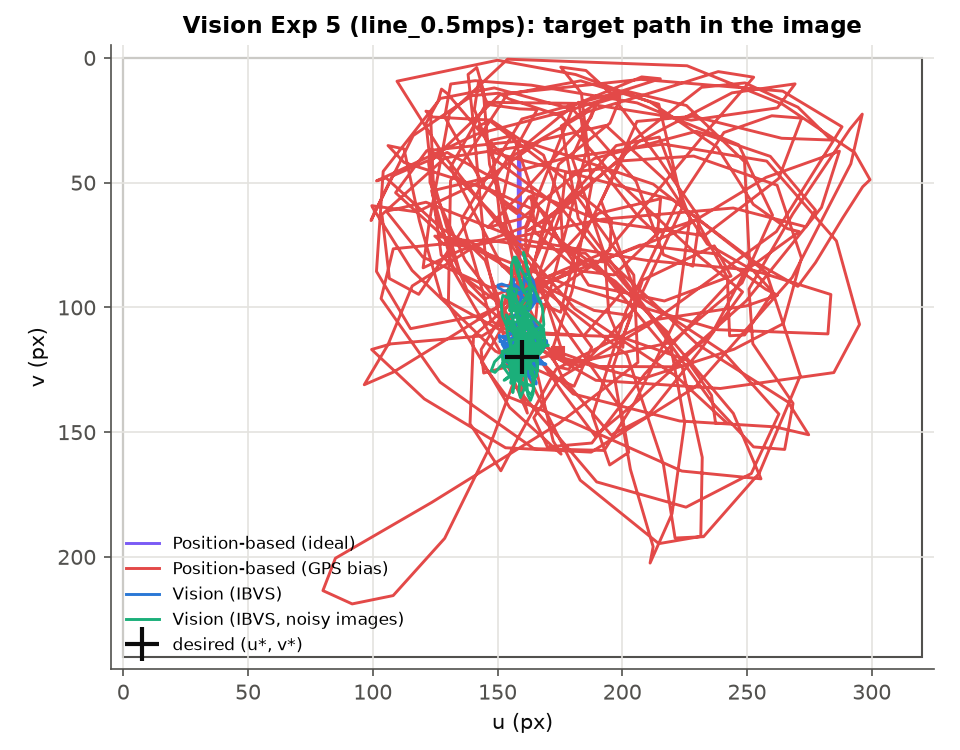 Vision Exp 5 (line_0.5mps): target path in the image
0
50
100
150
200
v (px)
Position-based (ideal)
Position-based (GPS bias)
Vision (IBVS)
Vision (IBVS, noisy images)
desired (u*, v*)
0 50 100 150 200 250 300
u (px)